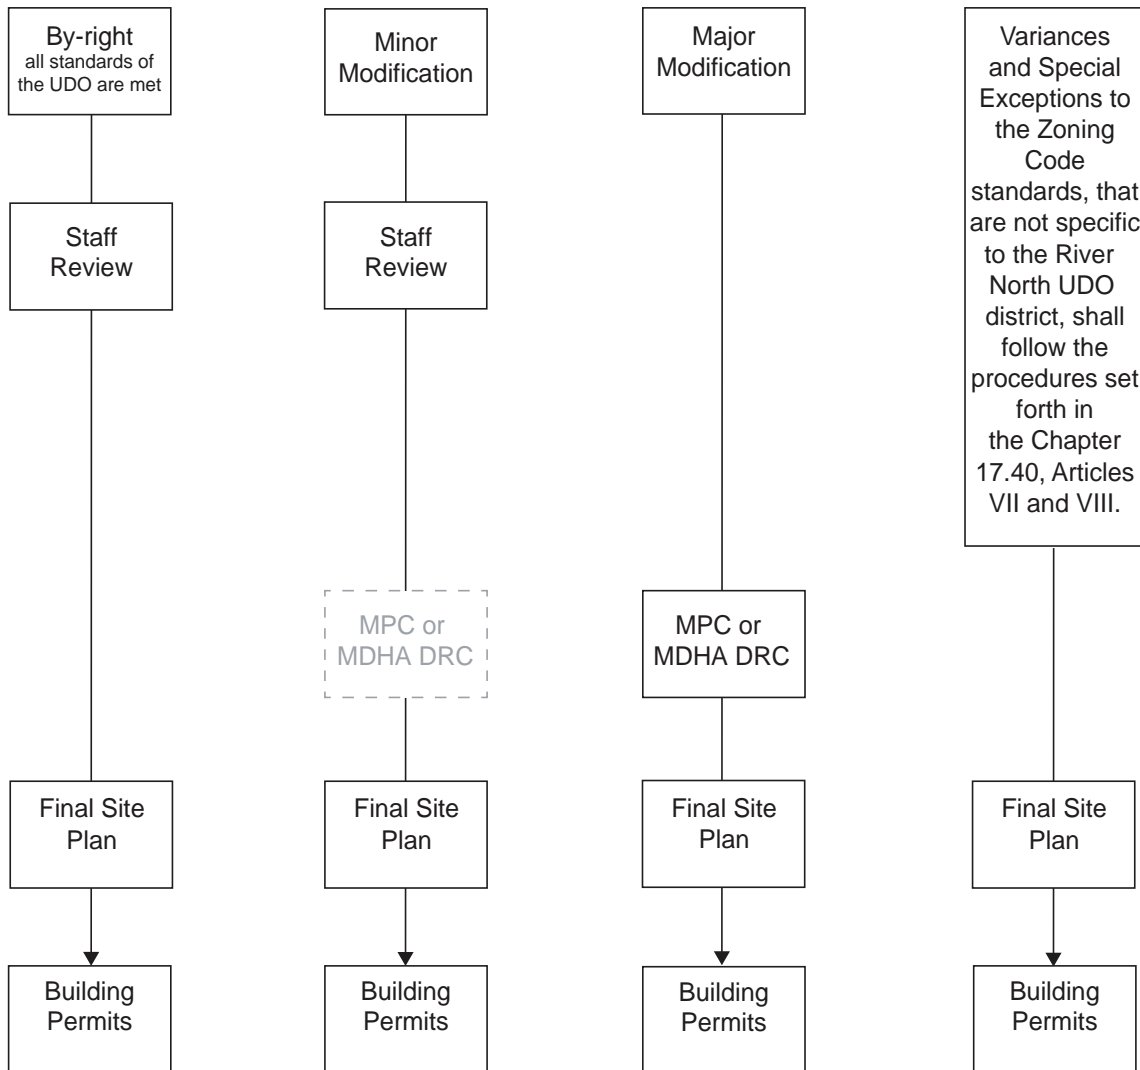 By-right
all standards of
the UDO are met
Staff
Review
Final Site
Plan
Building
Permits
Minor
Modification
Staff
Review
MPC or
MDHA DRC
Final Site
Plan
Building
Permits
Major
Modification
MPC or
MDHA DRC
Final Site
Plan
Building
Permits
Variances
and Special
Exceptions to
the Zoning
Code
standards, that
are not specific
to the River
North UDO
district, shall
follow the
procedures set
forth in
the Chapter
17.40, Articles
VII and VIII.
Final Site
Plan
Building
Permits